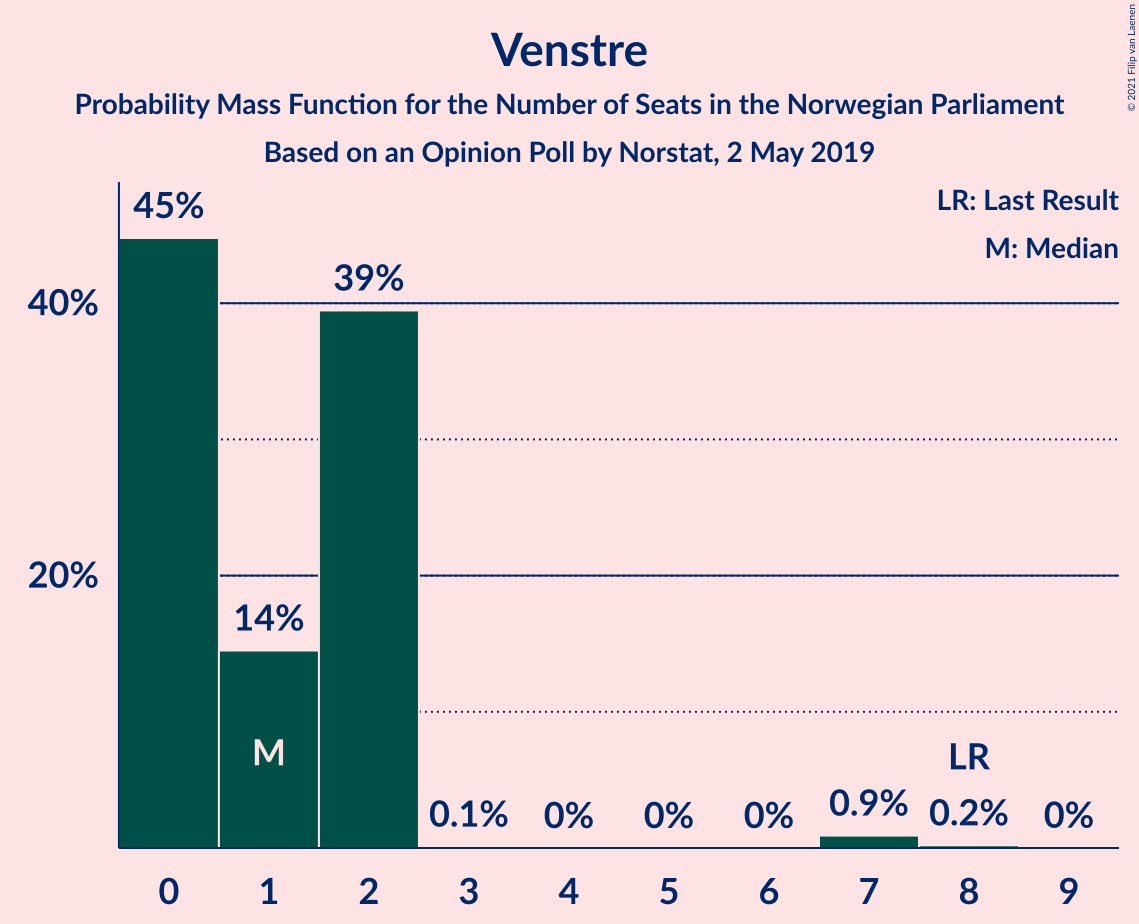 Venstre
Probability Mass Function for the Number of Seats in the Norwegian Parliament
Based on an Opinion Poll by Norstat, 2 May 2019
© 2021 Filip van Laenen
LR: Last Result
M: Median
45%
39%
40%
20%
14%
M
LR
0.1%
0%
0%
0%
0.9%
0.2%
0%
0
1
2
3
4
5
6
7
8
9